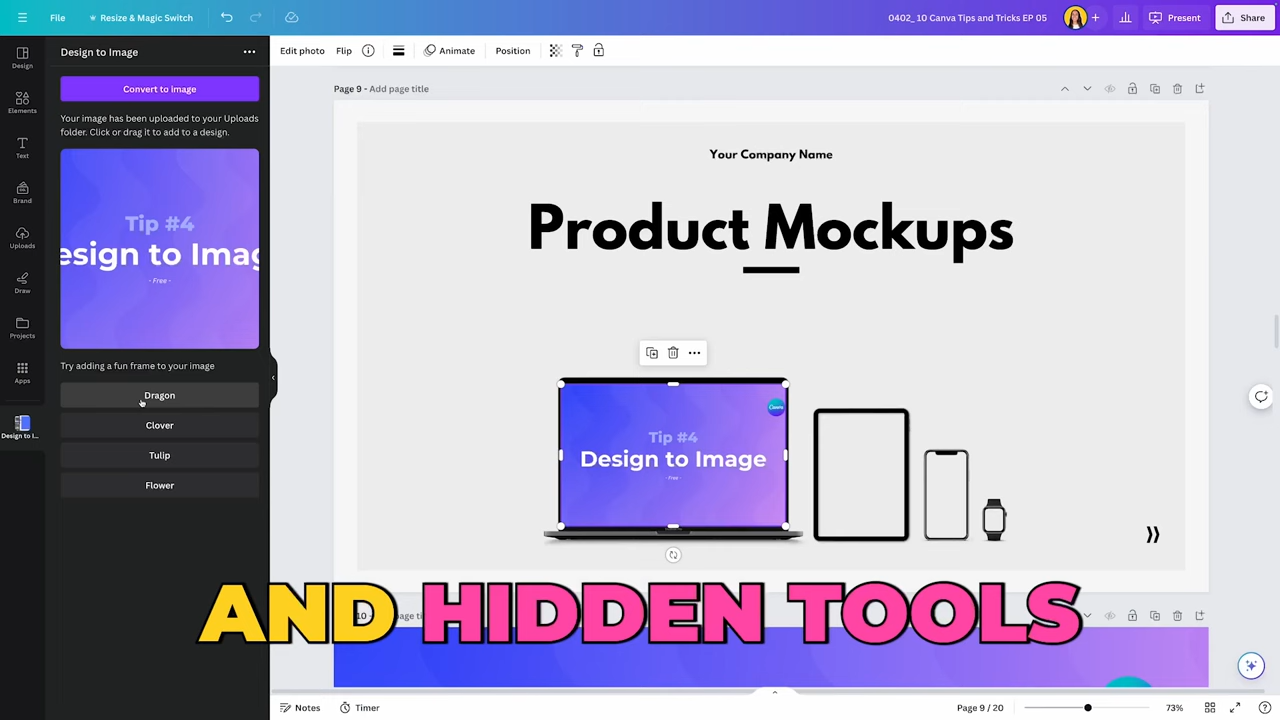 File
Resize & Magic Switch
0402_ 10 Canva Tips and Tricks EP 05
Present
Share
Design to Image
Edit photo
Flip
Animate
Position
Design
Elements
Text
Brand
Uploads
Draw
Projects
Apps
Design to I...
Convert to image
Your image has been uploaded to your Uploads
folder. Click or drag it to add to a design.
Tip #4
esign to Imag
- Free -
Try adding a fun frame to your image
Dragon
Clover
Tulip
Flower
Page 9 - Add page title
Your Company Name
Product Mockups
Canva
Tip #4
Design to Image
- Free -
AND HIDDEN TOOLS
Notes
Timer
Page 9 / 20
73%